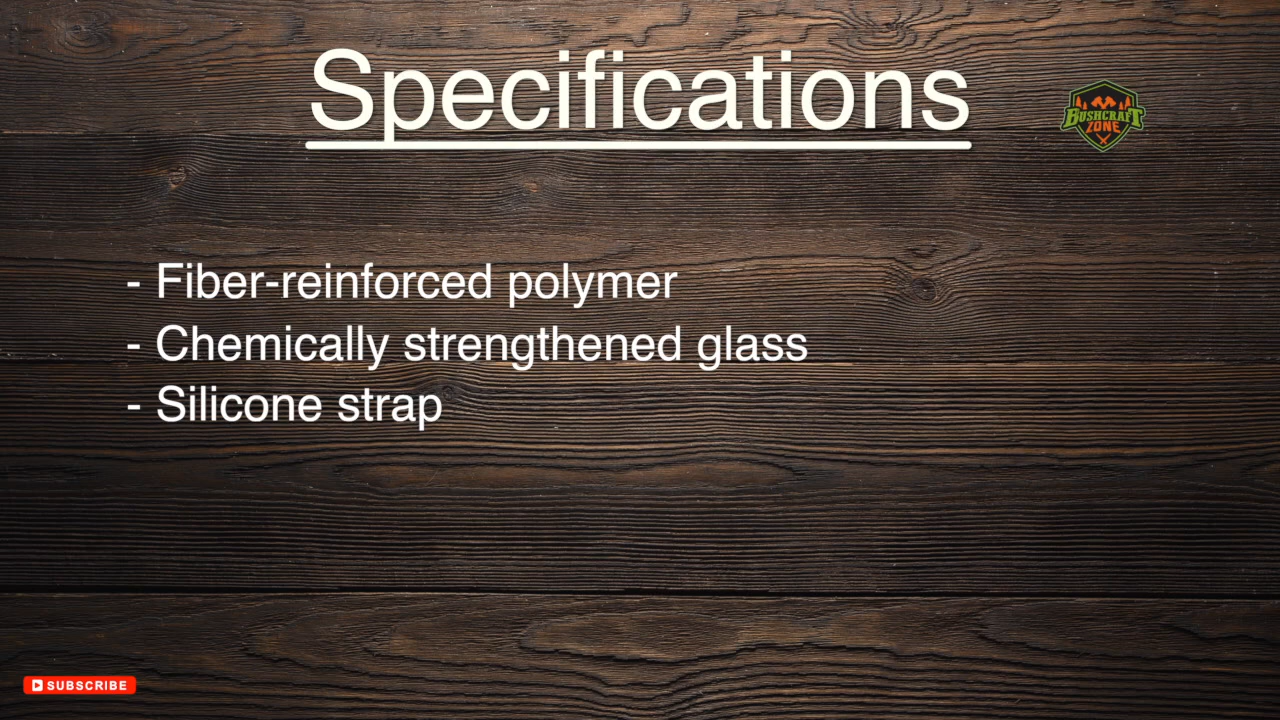 Specifications
BUSHCRAFT
ZONE
- Fiber-reinforced polymer
- Chemically strengthened glass
- Silicone strap
SUBSCRIBE